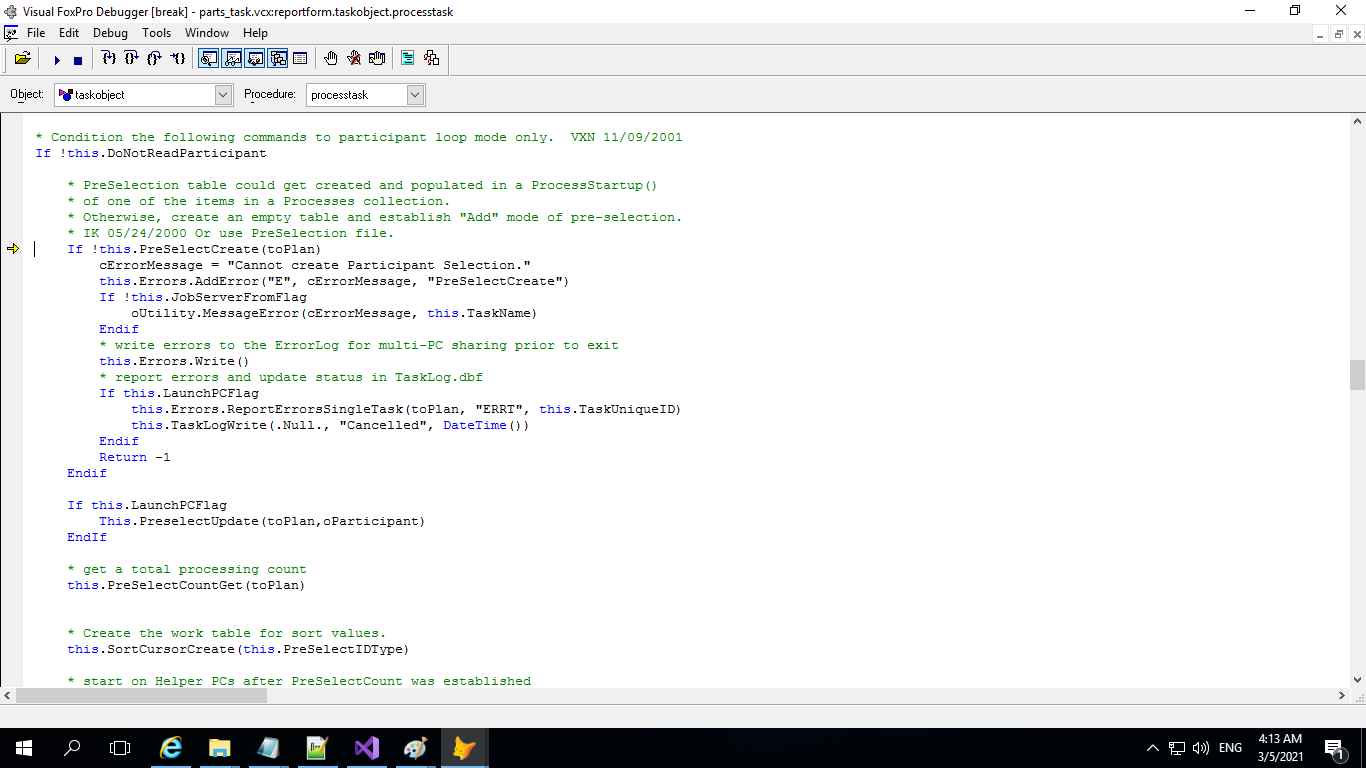 Visual FoxPro Debugger [break] - parts_task.vcx:reportform.taskobject.processtask
File Edit Debug Tools Window Help
Object: taskobject Procedure: processtask
* Condition the following commands to participant loop mode only.  VXN 11/09/2001
If !this.DoNotReadParticipant
* PreSelection table could get created and populated in a ProcessStartup()
* of one of the items in a Processes collection.
* Otherwise, create an empty table and establish "Add" mode of pre-selection.
* IK 05/24/2000 Or use PreSelection file.
If !this.PreSelectCreate(toPlan)
cErrorMessage = "Cannot create Participant Selection."
this.Errors.AddError("E", cErrorMessage, "PreSelectCreate")
If !this.JobServerFromFlag
oUtility.MessageError(cErrorMessage, this.TaskName)
Endif
* write errors to the ErrorLog for multi-PC sharing prior to exit
this.Errors.Write()
* report errors and update status in TaskLog.dbf
If this.LaunchPCFlag
this.Errors.ReportErrorsSingleTask(toPlan, "ERRT", this.TaskUniqueID)
this.TaskLogWrite(.Null., "Cancelled", DateTime())
Endif
Return -1
Endif
If this.LaunchPCFlag
This.PreselectUpdate(toPlan,oParticipant)
EndIf
* get a total processing count
this.PreSelectCountGet(toPlan)
* Create the work table for sort values.
this.SortCursorCreate(this.PreSelectIDType)
* start on Helper PCs after PreSelectCount was established
ENG
4:13 AM
3/5/2021
1